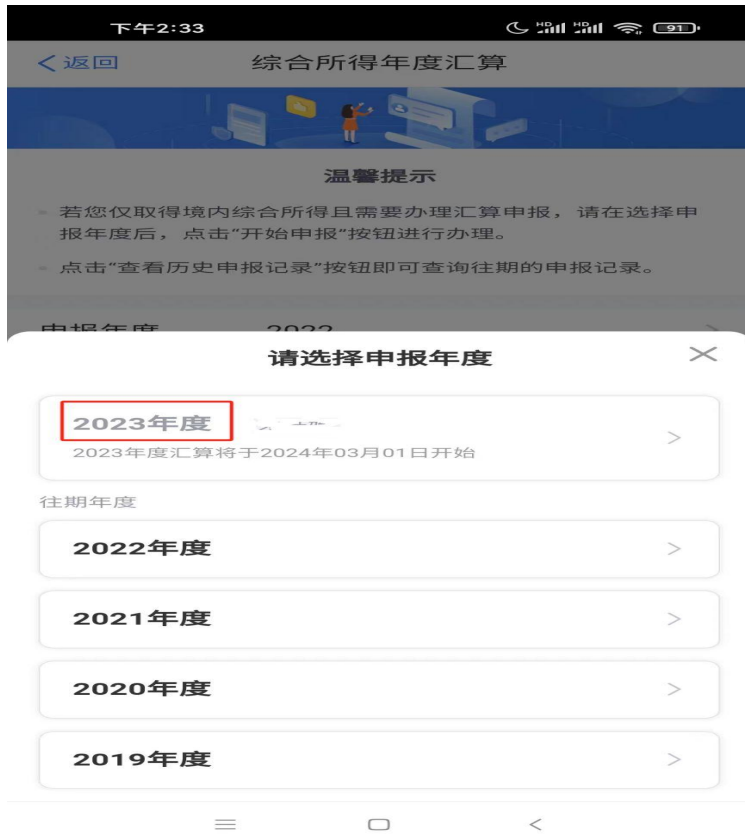 下午2:33
91
返回
综合所得年度汇算
温馨提示
若您仅取得境内综合所得且需要办理汇算申报，请在选择申
报年度后，点击“开始申报”按钮进行办理。
点击“查看历史申报记录”按钮即可查询往期的申报记录。
申报年度 2022
请选择申报年度
2023年度
2023年度汇算将于2024年03月01日开始
往期年度
2022年度
2021年度
2020年度
2019年度